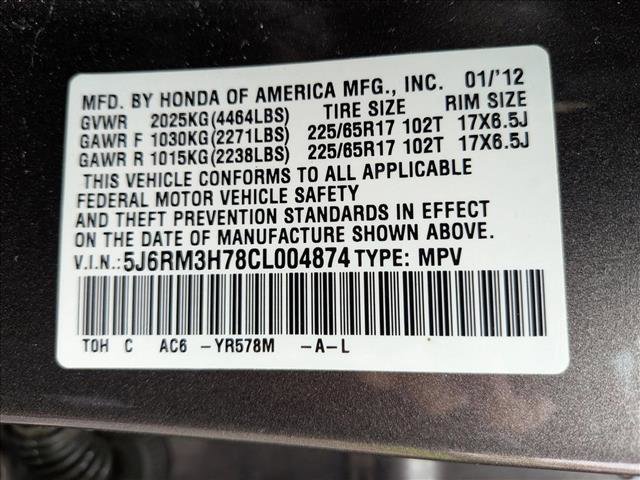 MFD. BY HONDA OF AMERICA MFG., INC. 01/'12
GVWR 2025KG(4464LBS) TIRE SIZE RIM SIZE
GAWR F 1030KG(2271LBS) 225/65R17 102T 17X6.5J
GAWR R 1015KG(2238LBS) 225/65R17 102T 17X6.5J
THIS VEHICLE CONFORMS TO ALL APPLICABLE
FEDERAL MOTOR VEHICLE SAFETY
AND THEFT PREVENTION STANDARDS IN EFFECT
ON THE DATE OF MANUFACTURE SHOWN ABOVE.
V.I.N.:5J6RM3H78CL004874 TYPE: MPV
TOH C AC6 -YR578M -A-L